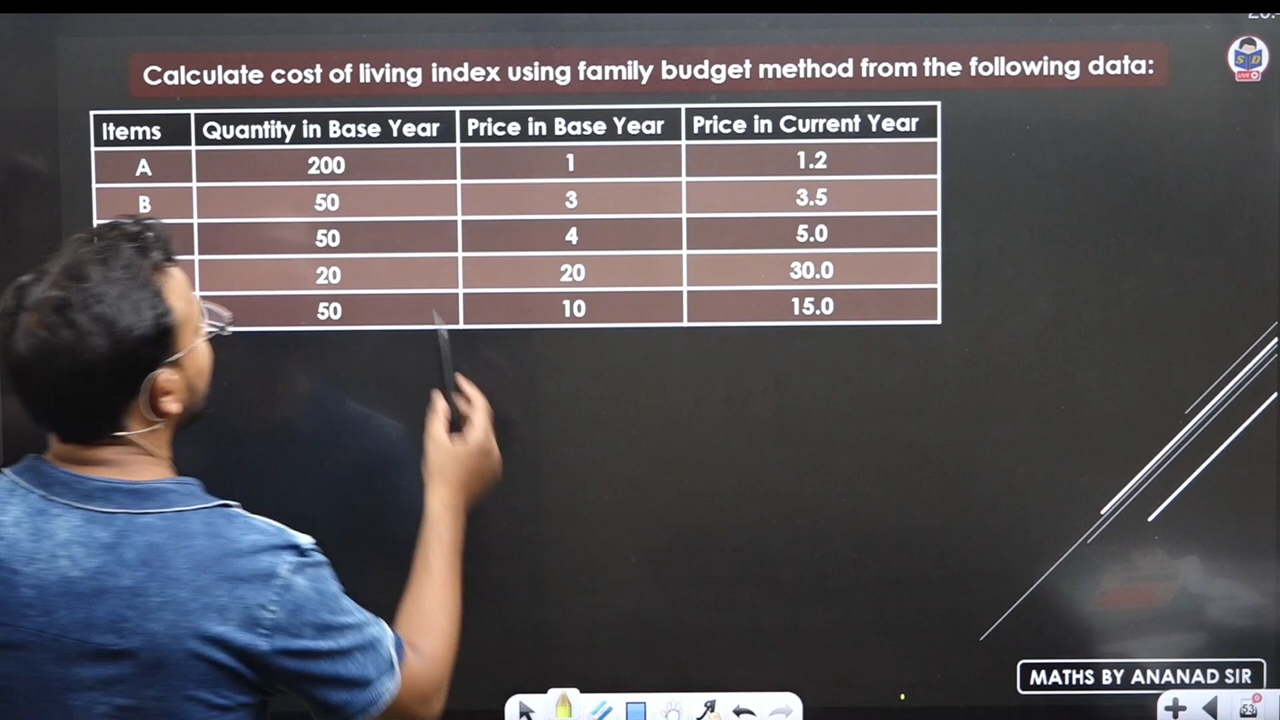 Calculate cost of living index using family budget method from the following data:
Items Quantity in Base Year Price in Base Year Price in Current Year
A 200 1 1.2
B 50 3 3.5
50 4 5.0
20 20 30.0
50 10 15.0
S D
LIVE
MATHS BY ANANAD SIR
53